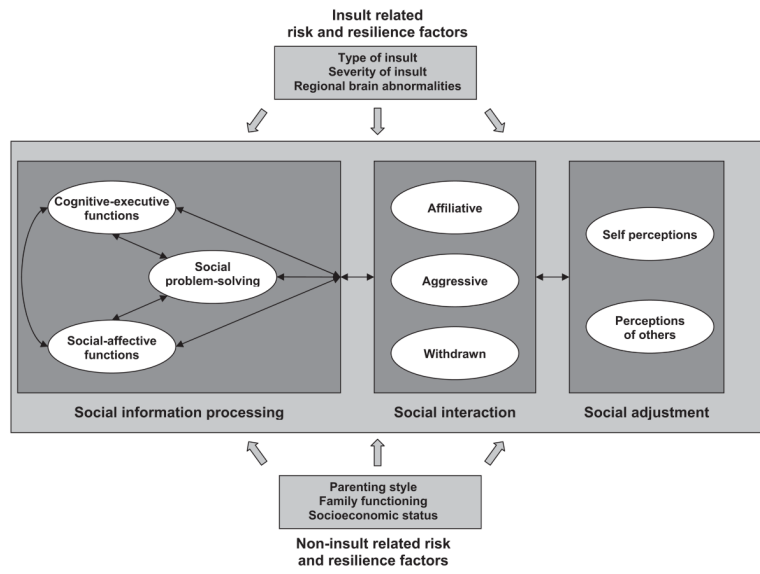 Insult related
risk and resilience factors
Type of insult
Severity of insult
Regional brain abnormalities
Cognitive-executive
functions
Social
problem-solving
Social-affective
functions
Social information processing
Affiliative
Aggressive
Withdrawn
Social interaction
Self perceptions
Perceptions
of others
Social adjustment
Parenting style
Family functioning
Socioeconomic status
Non-insult related risk
and resilience factors